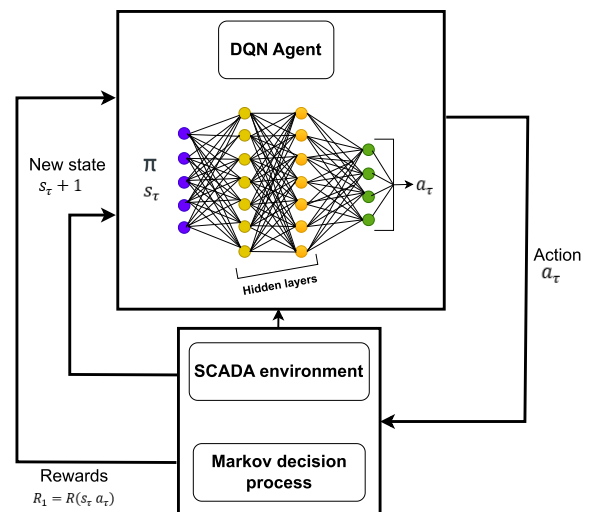 DQN Agent
New state
s_τ + 1
π
s_τ
a_τ
Hidden layers
Action
a_τ
SCADA environment
Markov decision
process
Rewards
R₁ = R(s_τ a_τ)